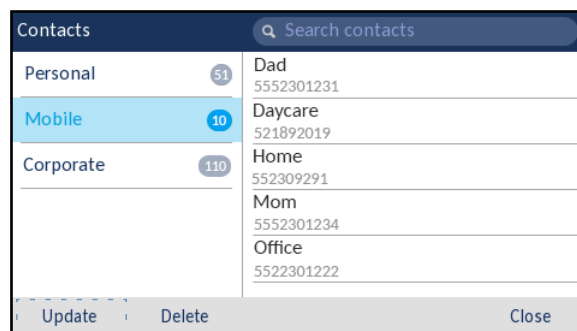 Contacts
Search contacts
Personal 51
Mobile 10
Corporate 110
Dad
5552301231
Daycare
521892019
Home
552309291
Mom
5552301234
Office
5522301222
Update Delete Close